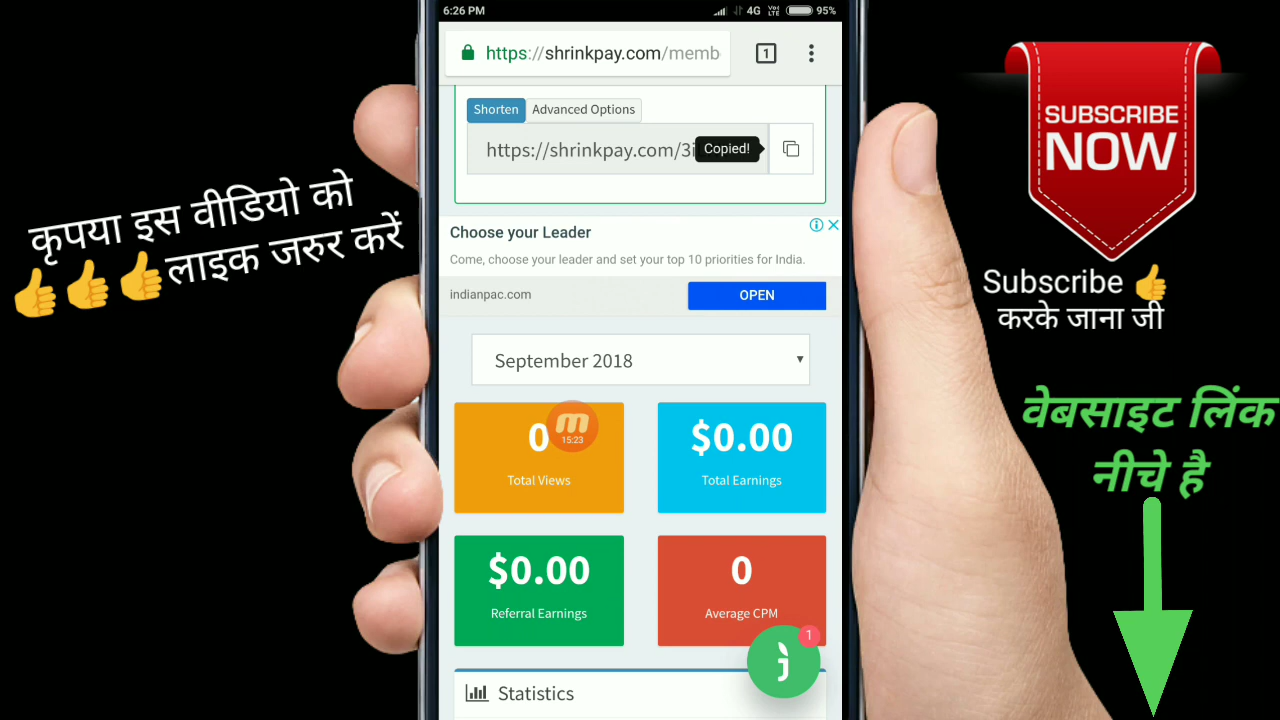 6:26 PM
4G
VoLTE
95%
https://shrinkpay.com/memb
1
Shorten
Advanced Options
https://shrinkpay.com/3i
Copied!
Choose your Leader
Come, choose your leader and set your top 10 priorities for India.
indianpac.com
OPEN
September 2018
0
Total Views
15:23
$0.00
Total Earnings
$0.00
Referral Earnings
0
Average CPM
1
Statistics
कृपया इस वीडियो को
👍👍👍लाइक जरुर करें
SUBSCRIBE
NOW
Subscribe 👍
करके जाना जी
वेबसाइट लिंक
नीचे है